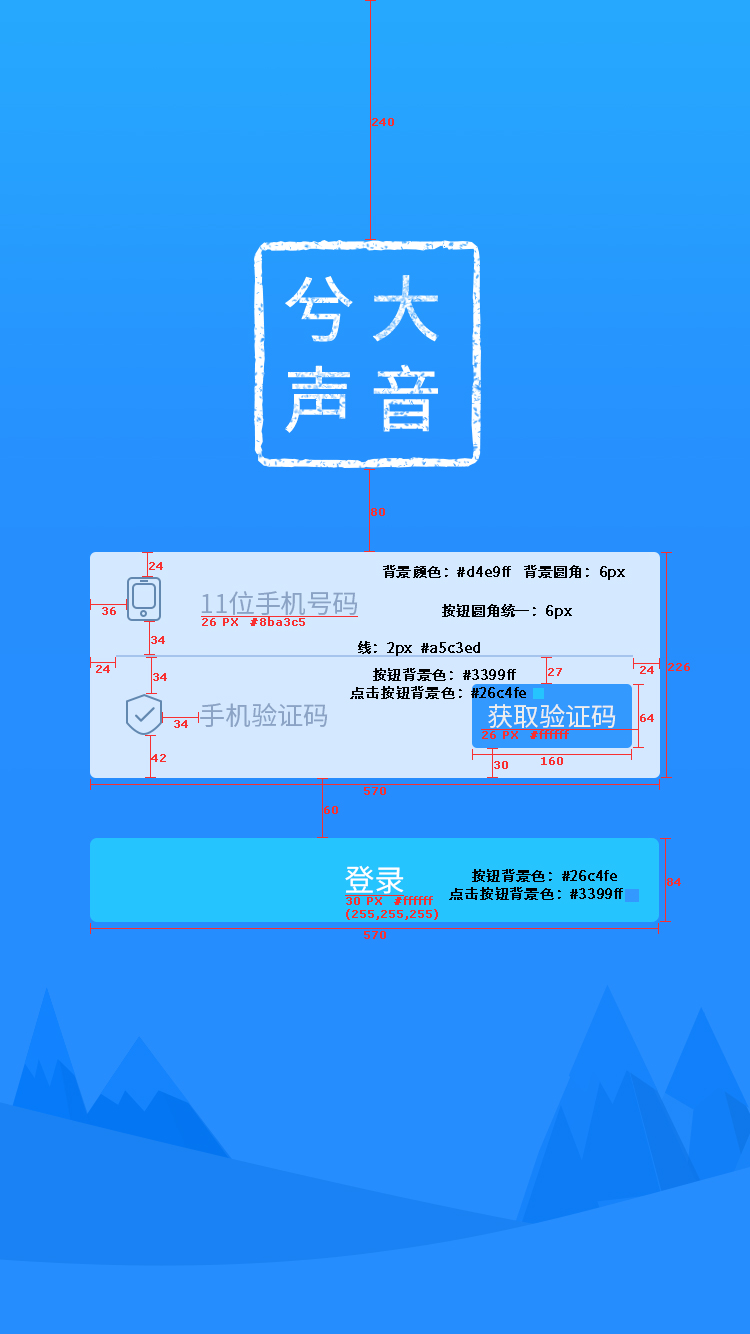 240
兮大
声音
80
24
背景颜色：#d4e9ff 背景圆角：6px
36
11位手机号码
按钮圆角统一：6px
26 PX #8ba3c5
34
线：2px #a5c3ed
24
24
226
34
按钮背景色：#3399ff
27
点击按钮背景色：#26c4fe
34
手机验证码
获取验证码
64
26 PX #ffffff
42
30
160
570
60
登录
按钮背景色：#26c4fe
84
点击按钮背景色：#3399ff
30 PX #ffffff
(255,255,255)
570